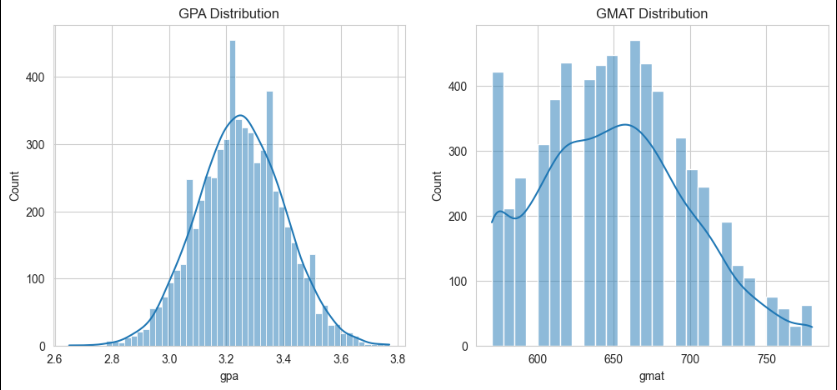 GPA Distribution
Count
400
300
200
100
0
2.6 2.8 3.0 3.2 3.4 3.6 3.8
gpa
GMAT Distribution
Count
400
300
200
100
0
600 650 700 750
gmat